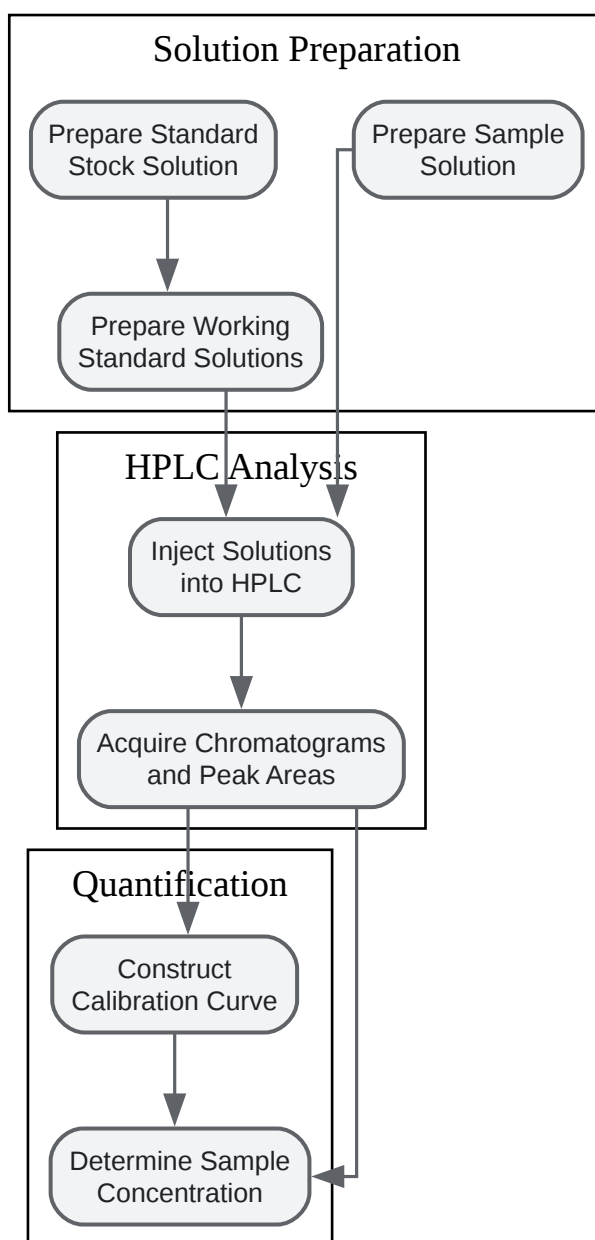 Solution Preparation
Prepare Standard
Stock Solution
Prepare Sample
Solution
Prepare Working
Standard Solutions
HPLC Analysis
Inject Solutions
into HPLC
Acquire Chromatograms
and Peak Areas
Quantification
Construct
Calibration Curve
Determine Sample
Concentration